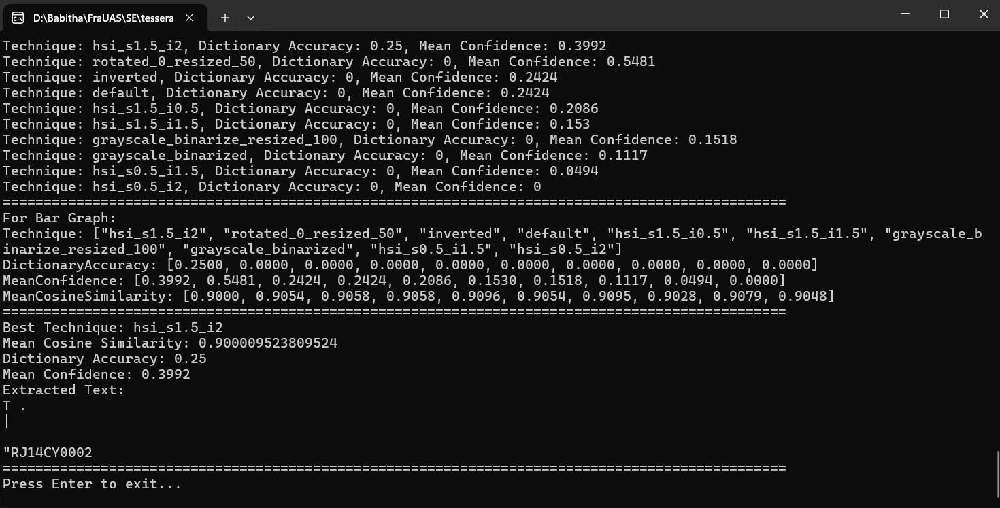 D:\Babitha\FraUAS\SE\tessera
Technique: hsi_s1.5_i2, Dictionary Accuracy: 0.25, Mean Confidence: 0.3992
Technique: rotated_0_resized_50, Dictionary Accuracy: 0, Mean Confidence: 0.5481
Technique: inverted, Dictionary Accuracy: 0, Mean Confidence: 0.2424
Technique: default, Dictionary Accuracy: 0, Mean Confidence: 0.2424
Technique: hsi_s1.5_i0.5, Dictionary Accuracy: 0, Mean Confidence: 0.2086
Technique: hsi_s1.5_i1.5, Dictionary Accuracy: 0, Mean Confidence: 0.153
Technique: grayscale_binarize_resized_100, Dictionary Accuracy: 0, Mean Confidence: 0.1518
Technique: grayscale_binarized, Dictionary Accuracy: 0, Mean Confidence: 0.1117
Technique: hsi_s0.5_i1.5, Dictionary Accuracy: 0, Mean Confidence: 0.0494
Technique: hsi_s0.5_i2, Dictionary Accuracy: 0, Mean Confidence: 0
================================================================================================
For Bar Graph:
Technique: ["hsi_s1.5_i2", "rotated_0_resized_50", "inverted", "default", "hsi_s1.5_i0.5", "hsi_s1.5_i1.5", "grayscale_b
inarize_resized_100", "grayscale_binarized", "hsi_s0.5_i1.5", "hsi_s0.5_i2"]
DictionaryAccuracy: [0.2500, 0.0000, 0.0000, 0.0000, 0.0000, 0.0000, 0.0000, 0.0000, 0.0000, 0.0000]
MeanConfidence: [0.3992, 0.5481, 0.2424, 0.2424, 0.2086, 0.1530, 0.1518, 0.1117, 0.0494, 0.0000]
MeanCosineSimilarity: [0.9000, 0.9054, 0.9058, 0.9058, 0.9096, 0.9054, 0.9095, 0.9028, 0.9079, 0.9048]
================================================================================================
Best Technique: hsi_s1.5_i2
Mean Cosine Similarity: 0.900009523809524
Dictionary Accuracy: 0.25
Mean Confidence: 0.3992
Extracted Text:
T .
|
"RJ14CY0002
================================================================================================
Press Enter to exit...